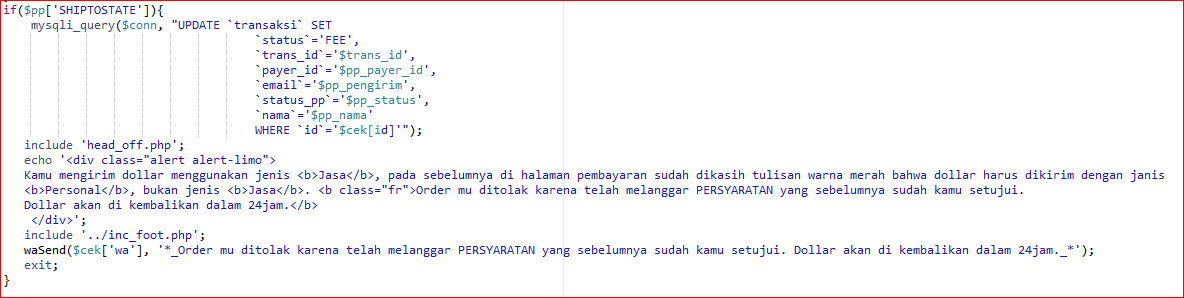 if($pp['SHIPTOSTATE']){
mysqli_query($conn, "UPDATE `transaksi` SET
`status`='FEE',
`trans_id`='$trans_id',
`payer_id`='$pp_payer_id',
`email`='$pp_pengirim',
`status_pp`='$pp_status',
`nama`='$pp_nama'
WHERE `id`='$cek[id]'");
include 'head_off.php';
echo '<div class="alert alert-limo">
Kamu mengirim dollar menggunakan jenis <b>Jasa</b>, pada sebelumnya di halaman pembayaran sudah dikasih tulisan warna merah bahwa dollar harus dikirim dengan janis
<b>Personal</b>, bukan jenis <b>Jasa</b>. <b class="fr">Order mu ditolak karena telah melanggar PERSYARATAN yang sebelumnya sudah kamu setujui.
Dollar akan di kembalikan dalam 24jam.</b>
</div>';
include '../inc_foot.php';
waSend($cek['wa'], '*_Order mu ditolak karena telah melanggar PERSYARATAN yang sebelumnya sudah kamu setujui. Dollar akan di kembalikan dalam 24jam._*');
exit;
}